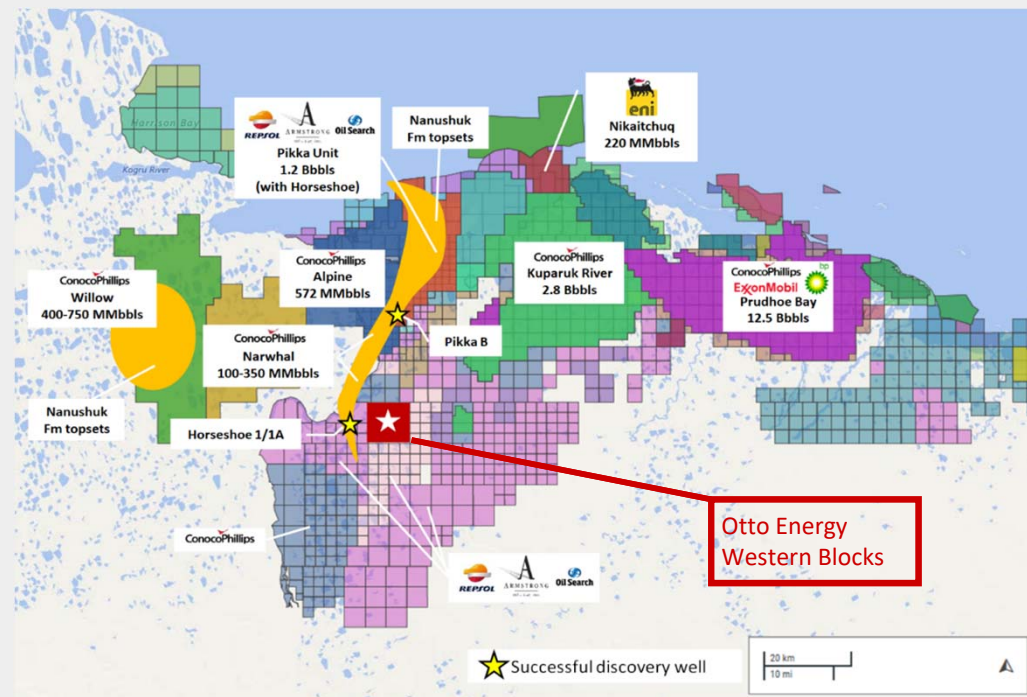 Harrison Bay
Kogru River
REPSOL
A
ARMSTRONG
Oil Search
Pikka Unit
1.2 Bbbls
(with Horseshoe)
Nanushuk
Fm topsets
eni
Nikaitchuq
220 MMbbls
ConocoPhillips
Willow
400-750 MMbbls
ConocoPhillips
Alpine
572 MMbbls
ConocoPhillips
Kuparuk River
2.8 Bbbls
bp
ConocoPhillips
ExxonMobil
Prudhoe Bay
12.5 Bbbls
ConocoPhillips
Narwhal
100-350 MMbbls
Pikka B
Nanushuk
Fm topsets
Horseshoe 1/1A
Otto Energy
Western Blocks
ConocoPhillips
REPSOL
A
ARMSTRONG
Oil Search
Successful discovery well
20 km
10 mi